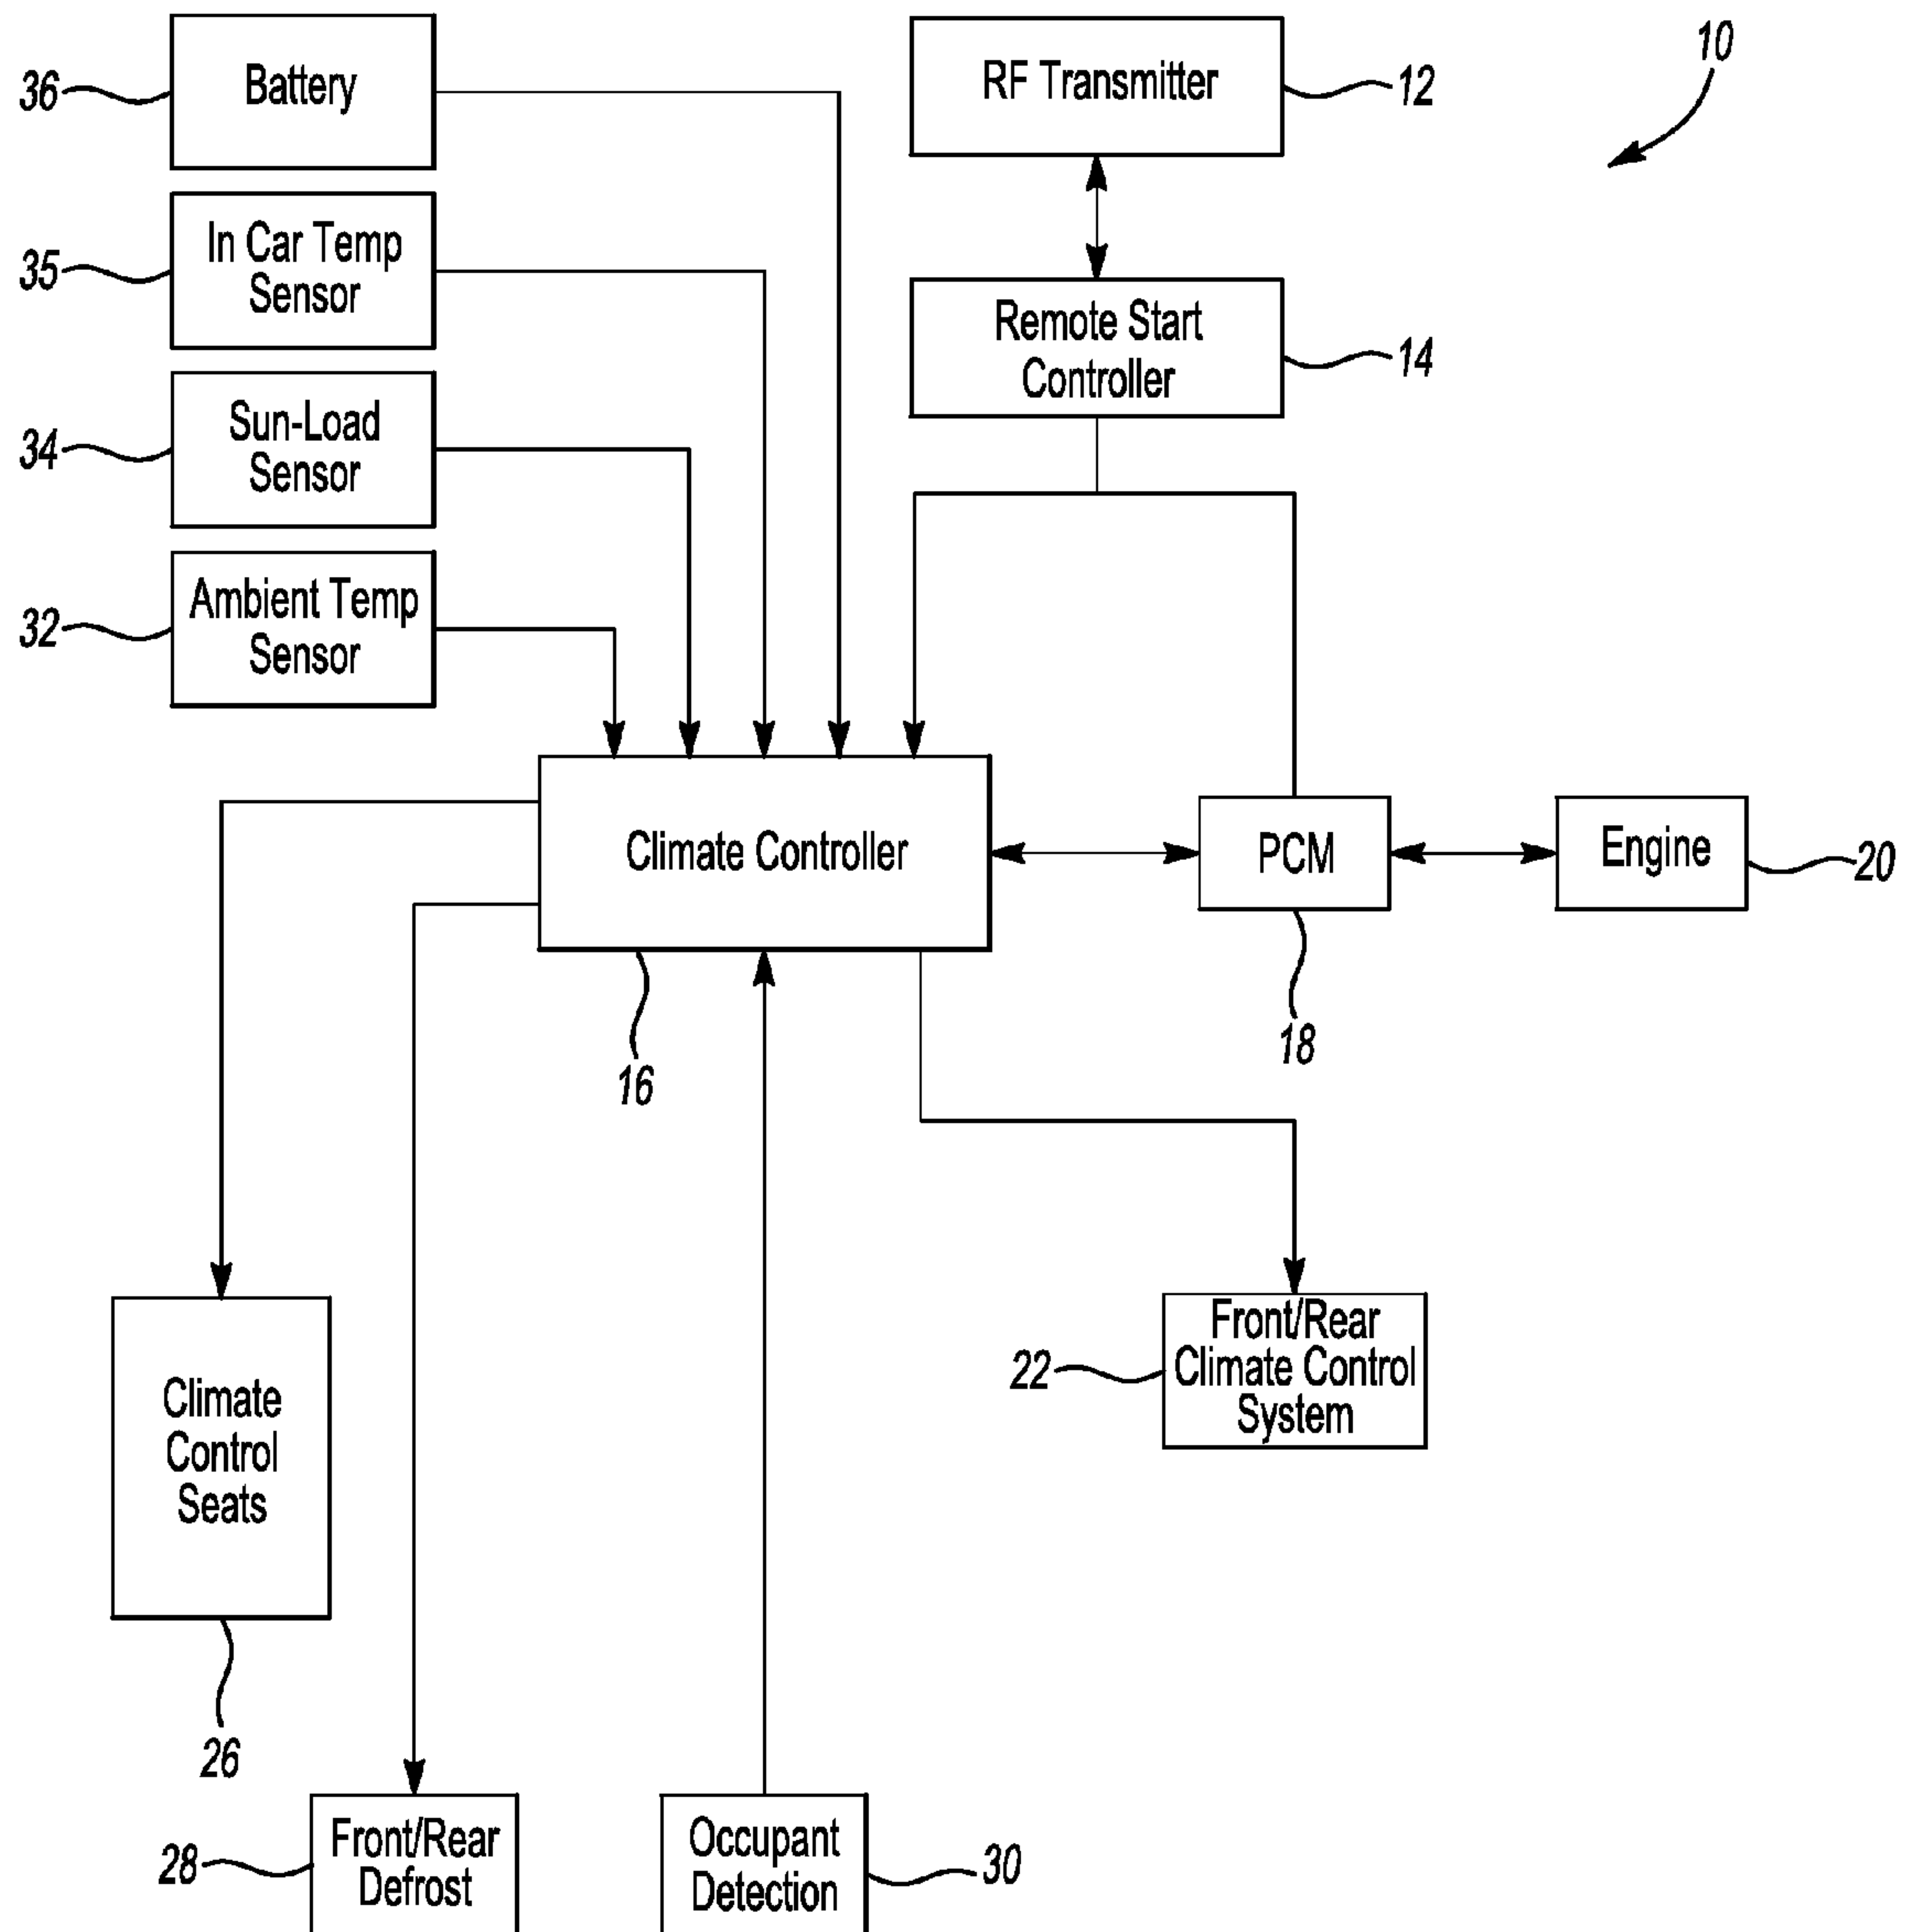 36
Battery
RF Transmitter
12
10
35
In Car Temp
Sensor
Remote Start
Controller
14
34
Sun-Load
Sensor
32
Ambient Temp
Sensor
Climate Controller
PCM
Engine
20
16
18
22
Front/Rear
Climate Control
System
Climate
Control
Seats
26
28
Front/Rear
Defrost
Occupant
Detection
30